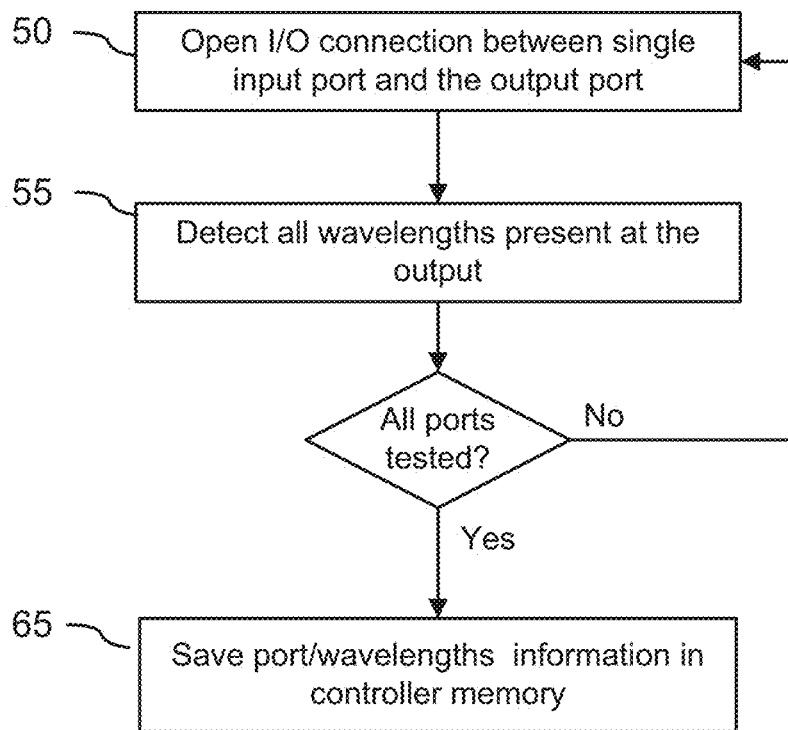 50
Open I/O connection between single
input port and the output port
55
Detect all wavelengths present at the
output
All ports
tested?
No
Yes
65
Save port/wavelengths information in
controller memory